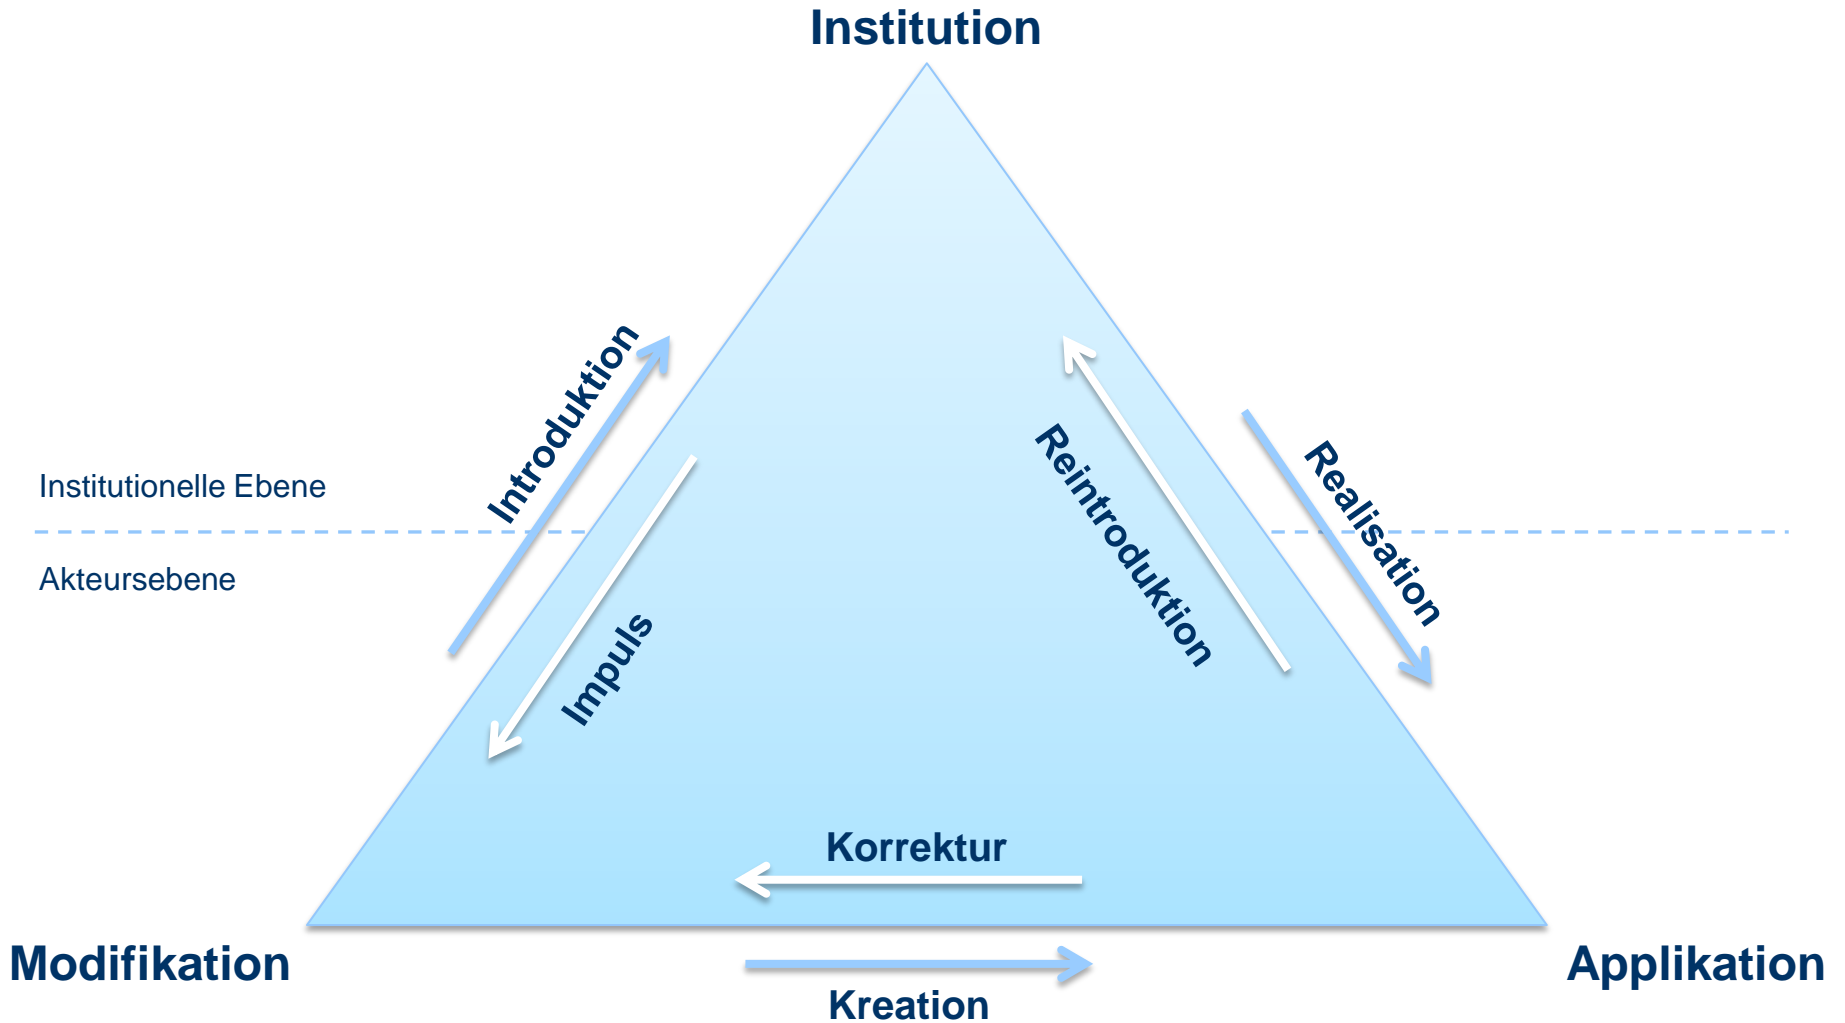 Institution
Introduktion
Reintroduktion
Realisation
Institutionelle Ebene
Akteursebene
Impuls
Korrektur
Modifikation
Applikation
Kreation